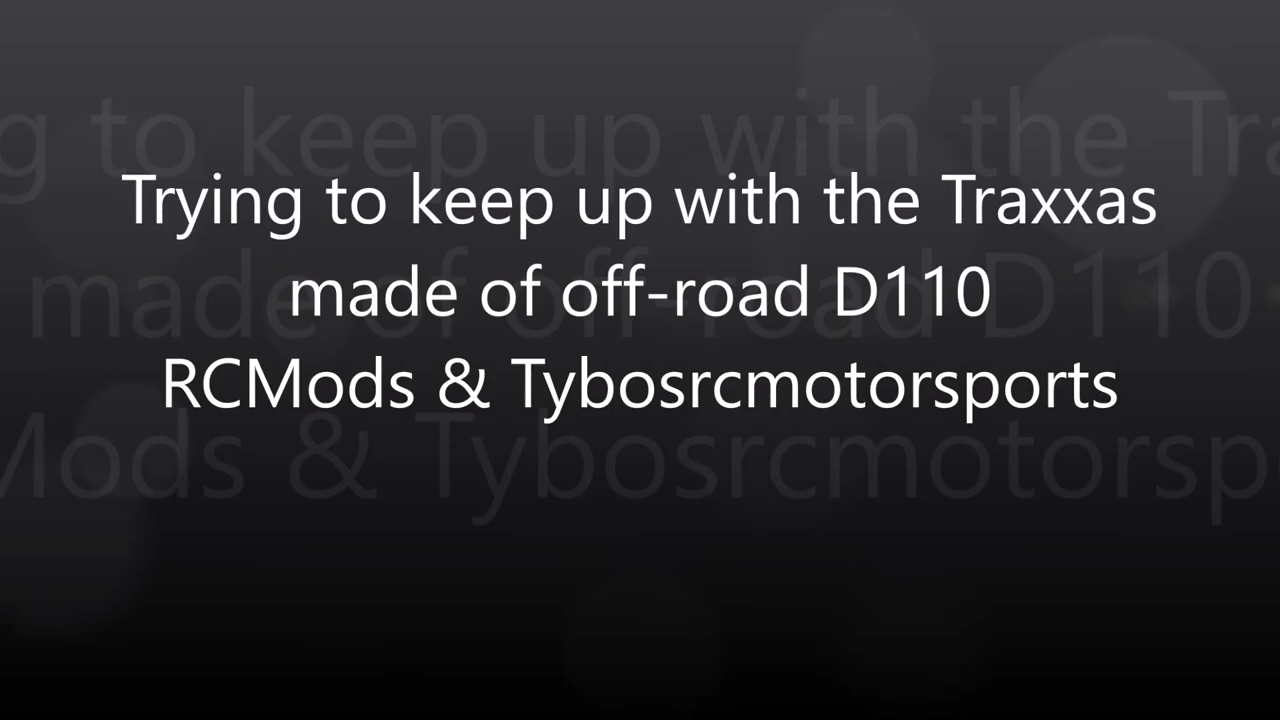 Trying to keep up with the Traxxas
made of off-road D110
RCMods & Tybosrcmotorsports